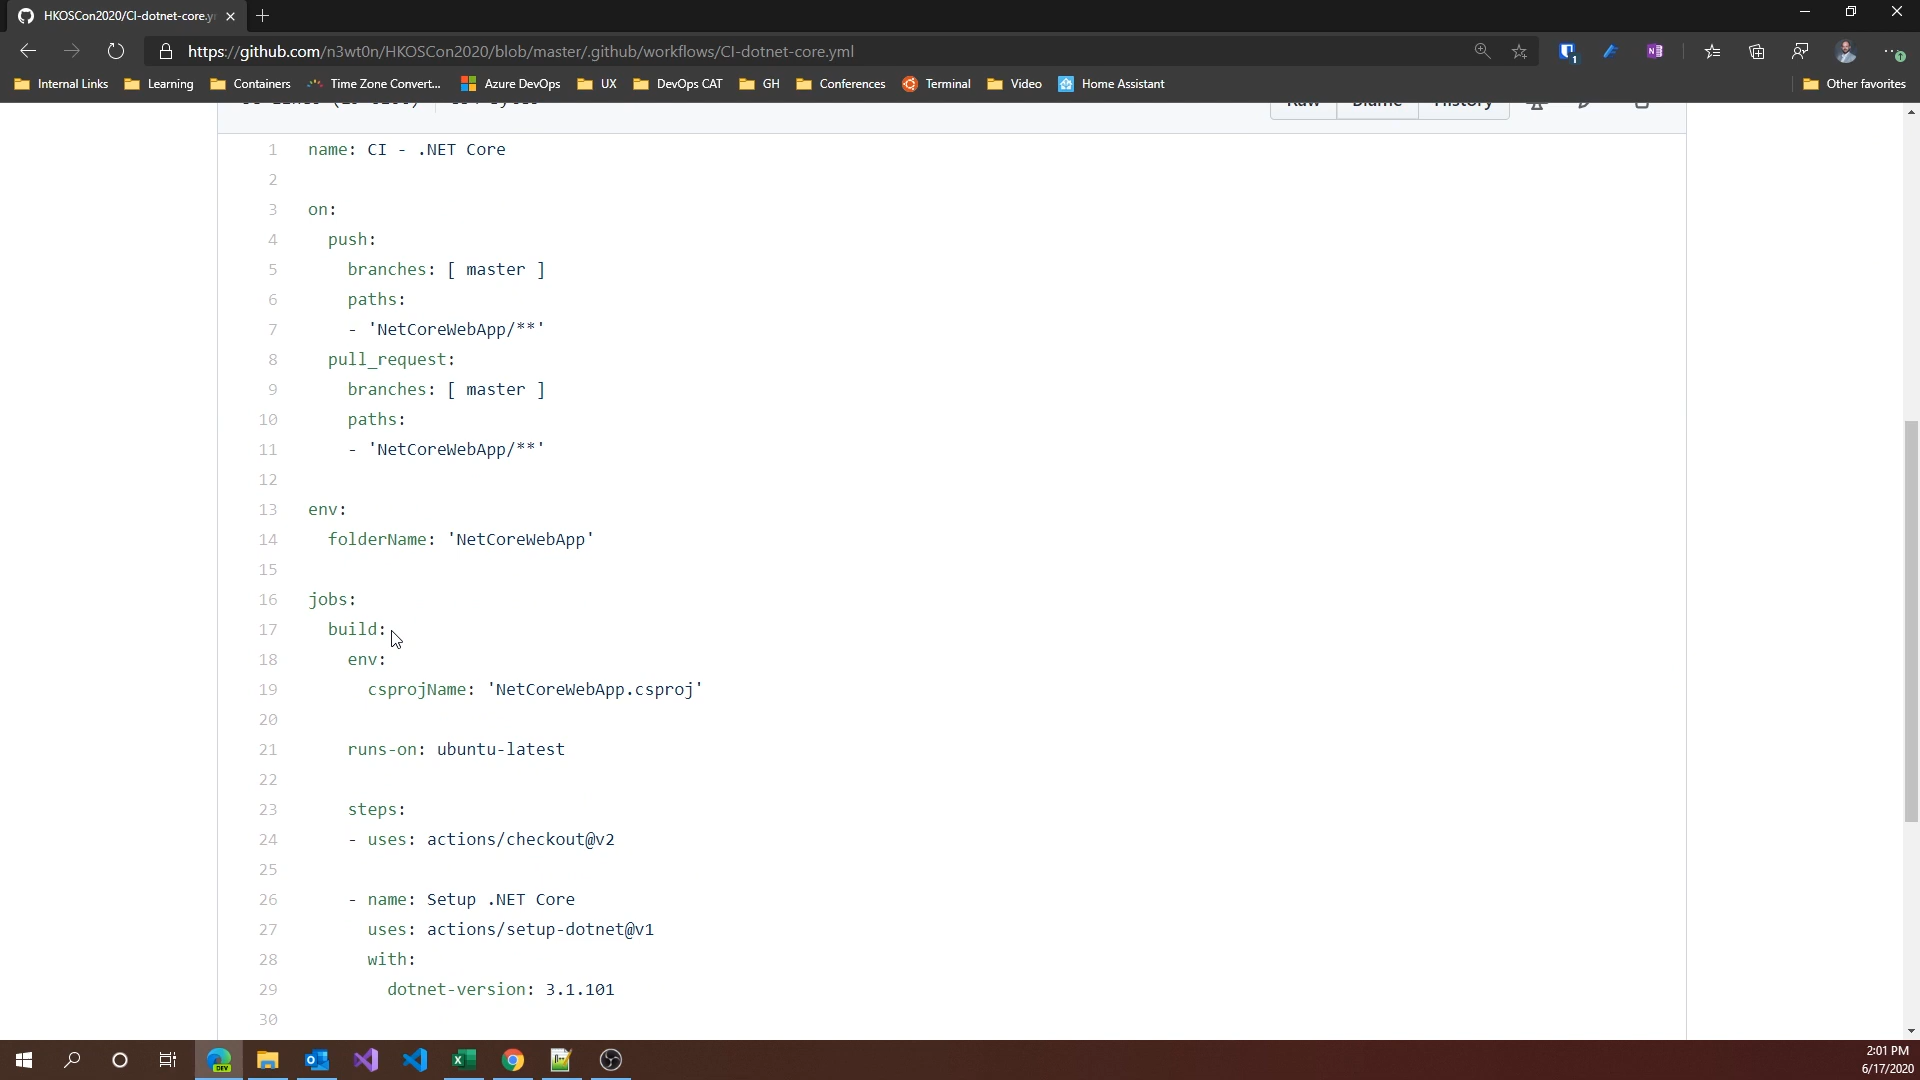 HKOSCon2020/CI-dotnet-core.y
https://github.com/n3wt0n/HKOSCon2020/blob/master/.github/workflows/CI-dotnet-core.yml
Internal Links
Learning
Containers
Time Zone Convert...
Azure DevOps
UX
DevOps CAT
GH
Conferences
Terminal
Video
Home Assistant
Other favorites
Raw
Blame
History
1 name: CI - .NET Core
2
3 on:
4 push:
5 branches: [ master ]
6 paths:
7 - 'NetCoreWebApp/**'
8 pull_request:
9 branches: [ master ]
10 paths:
11 - 'NetCoreWebApp/**'
12
13 env:
14 folderName: 'NetCoreWebApp'
15
16 jobs:
17 build:
18 env:
19 csprojName: 'NetCoreWebApp.csproj'
20
21 runs-on: ubuntu-latest
22
23 steps:
24 - uses: actions/checkout@v2
25
26 - name: Setup .NET Core
27 uses: actions/setup-dotnet@v1
28 with:
29 dotnet-version: 3.1.101
30
DEV
2:01 PM
6/17/2020